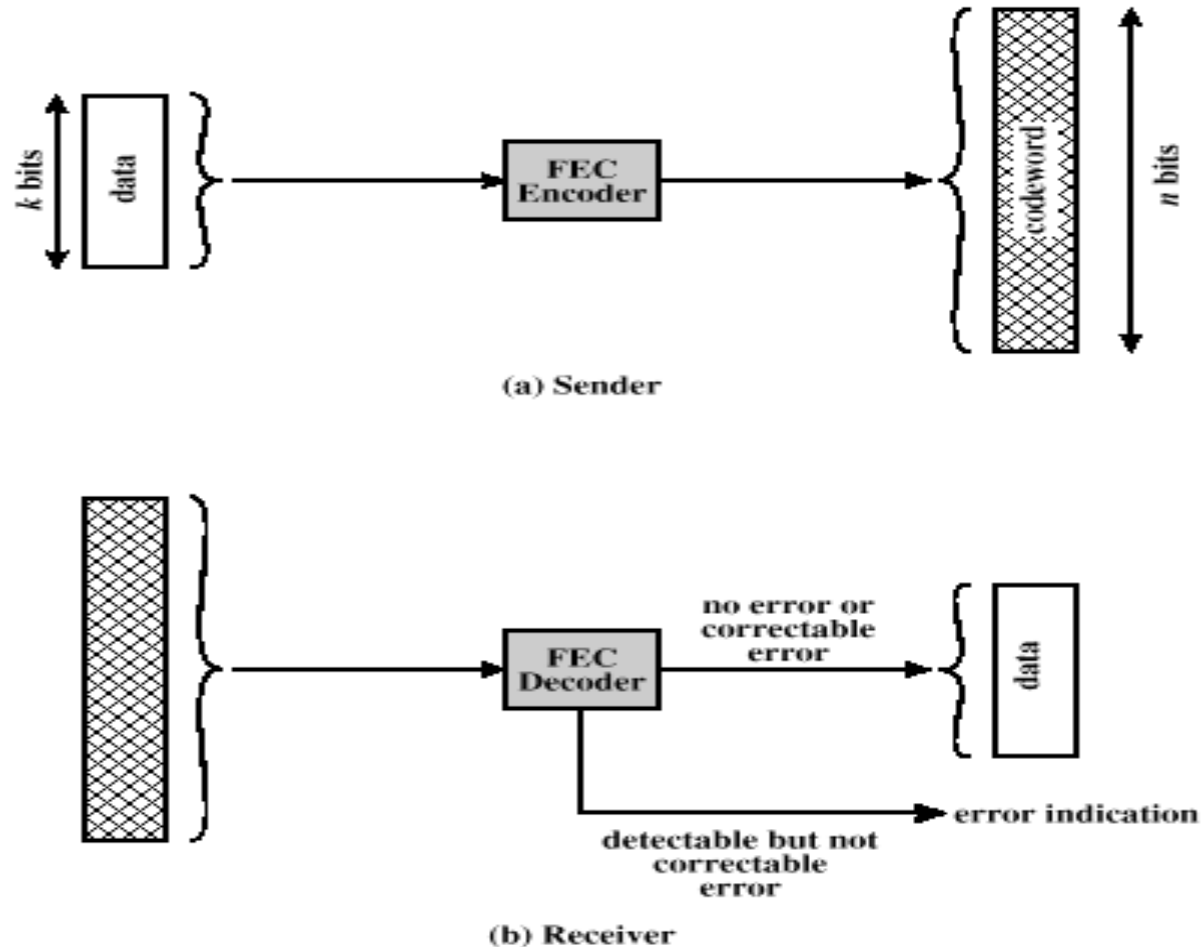 k bits
data
FEC
Encoder
codeword
n bits
(a) Sender
no error or
correctable
error
FEC
Decoder
data
error indication
detectable but not
correctable
error
(b) Receiver